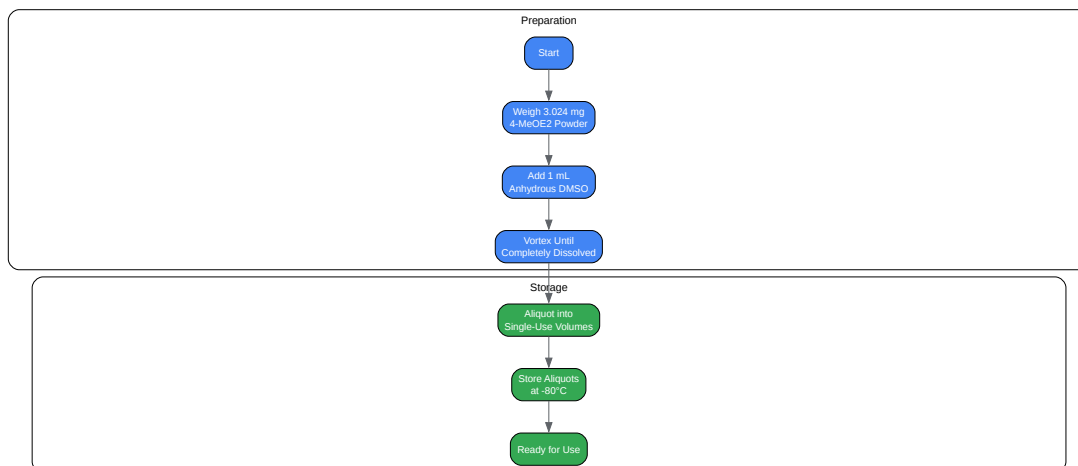 Preparation
Start
Weigh 3.024 mg
4-MeOE2 Powder
Add 1 mL
Anhydrous DMSO
Vortex Until
Completely Dissolved
Storage
Aliquot into
Single-Use Volumes
Store Aliquots
at -80°C
Ready for Use